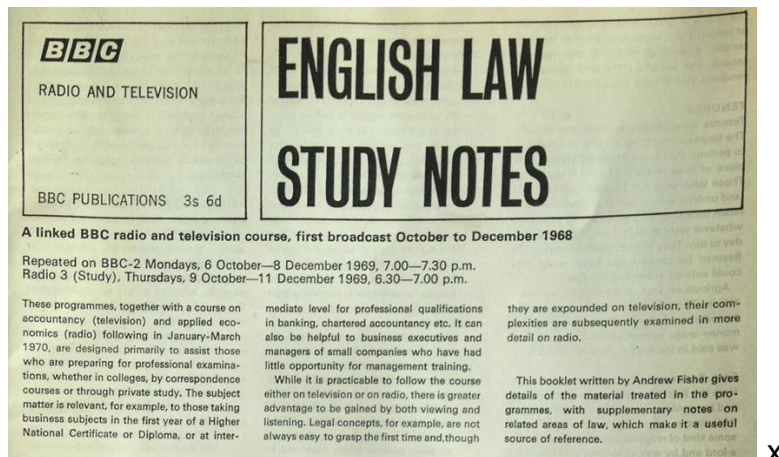 BBC
RADIO AND TELEVISION
BBC PUBLICATIONS 3s 6d
ENGLISH LAW
STUDY NOTES
A linked BBC radio and television course, first broadcast October to December 1968
Repeated on BBC-2 Mondays, 6 October—8 December 1969, 7.00—7.30 p.m.
Radio 3 (Study), Thursdays, 9 October—11 December 1969, 6.30—7.00 p.m.
These programmes, together with a course on
accountancy (television) and applied eco-
nomics (radio) following in January-March
1970, are designed primarily to assist those
who are preparing for professional examina-
tions, whether in colleges, by correspondence
courses or through private study. The subject
matter is relevant, for example, to those taking
business subjects in the first year of a Higher
National Certificate or Diploma, or at inter-
mediate level for professional qualifications
in banking, chartered accountancy etc. It can
also be helpful to business executives and
managers of small companies who have had
little opportunity for management training.
While it is practicable to follow the course
either on television or on radio, there is greater
advantage to be gained by both viewing and
listening. Legal concepts, for example, are not
always easy to grasp the first time and,though
they are expounded on television, their com-
plexities are subsequently examined in more
detail on radio.
This booklet written by Andrew Fisher gives
details of the material treated in the pro-
grammes, with supplementary notes on
related areas of law, which make it a useful
source of reference.
x